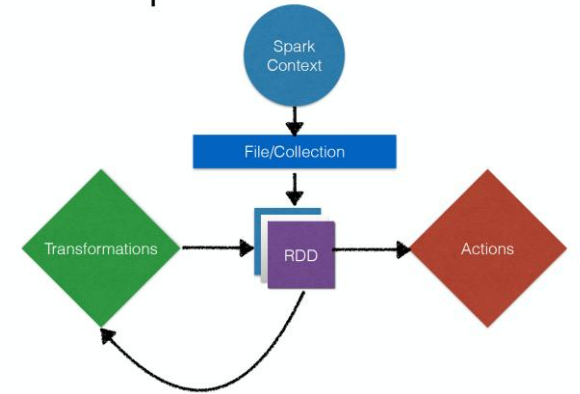 Spark
Context
File/Collection
Transformations
RDD
Actions